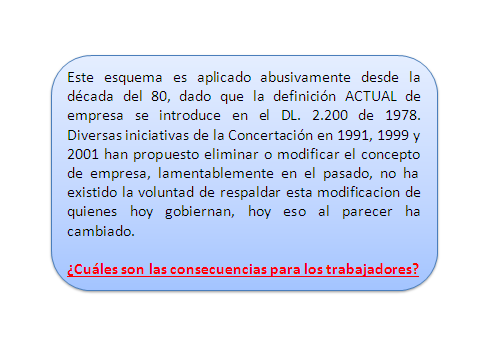 Este esquema es aplicado abusivamente desde la
década del 80, dado que la definición ACTUAL de
empresa se introduce en el DL. 2.200 de 1978.
Diversas iniciativas de la Concertación en 1991, 1999 y
2001 han propuesto eliminar o modificar el concepto
de empresa, lamentablemente en el pasado, no ha
existido la voluntad de respaldar esta modificacion de
quienes hoy gobiernan, hoy eso al parecer ha
cambiado.
¿Cuáles son las consecuencias para los trabajadores?